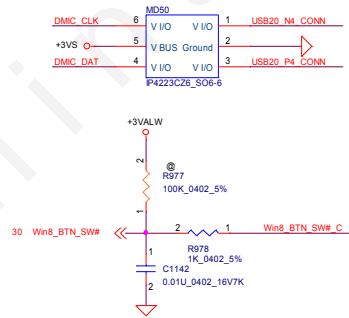 MD50
DMIC_CLK 6 V I/O V I/O 1 USB20_N4_CONN
+3VS 5 V BUS Ground 2
DMIC_DAT 4 V I/O V I/O 3 USB20_P4_CONN
IP4223CZ6_SO6-6
+3VALW
2
@
R977
100K_0402_5%
1
30 Win8_BTN_SW# 2 1 Win8_BTN_SW#_C
R978
1K_0402_5%
1
C1142
0.01U_0402_16V7K
2